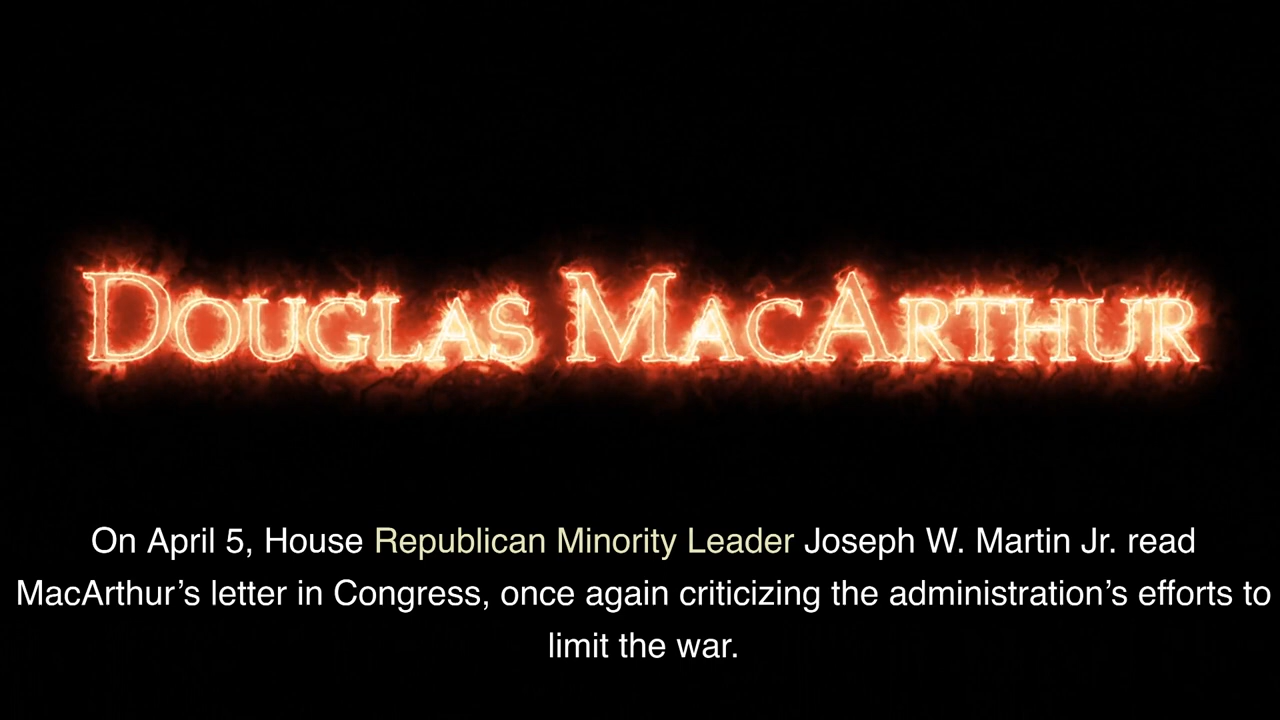 DOUGLAS MACARTHUR
On April 5, House Republican Minority Leader Joseph W. Martin Jr. read
MacArthur’s letter in Congress, once again criticizing the administration’s efforts to
limit the war.